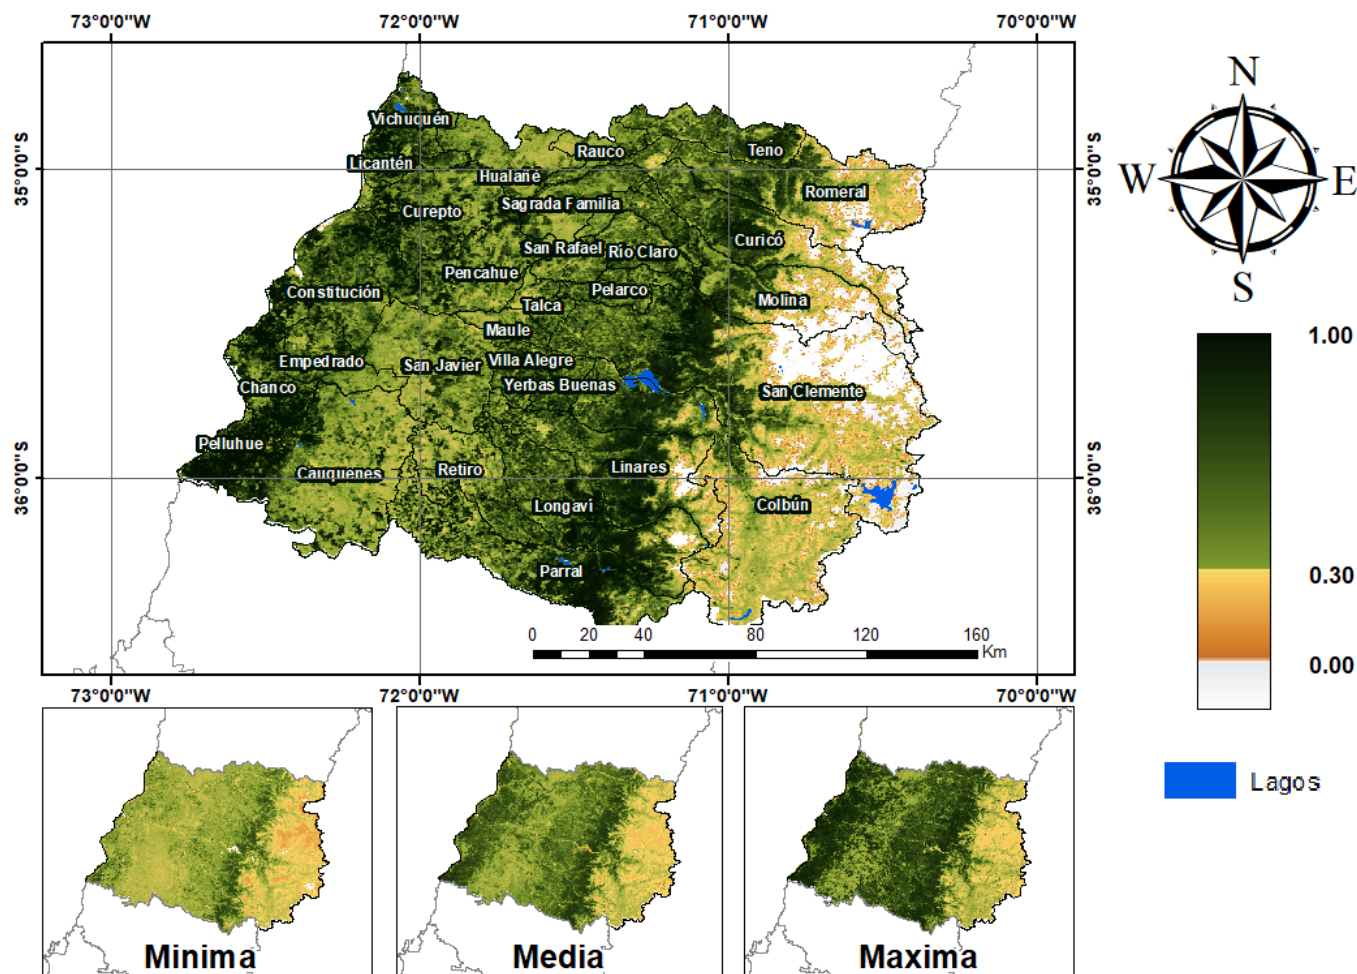 73°0'0"W 72°0'0"W 71°0'0"W 70°0'0"W
N
W E
S
35°0'0"S 35°0'0"S
36°0'0"S 36°0'0"S
Vichuquén
Licantén
Rauco
Teno
Hualañé
Romeral
Curepto
Sagrada Familia
Curicó
San Rafael
Río Claro
Pencahue
Constitución
Pelarco
Molina
Talca
Maule
Empedrado
San Javier
Villa Alegre
Yerbas Buenas
Chanco
San Clemente
Pelluhue
Cauquenes
Retiro
Linares
Longaví
Colbún
Parral
0 20 40 80 120 160
Km
73°0'0"W 72°0'0"W 71°0'0"W 70°0'0"W
1.00
0.30
0.00
Lagos
Minima
Media
Maxima